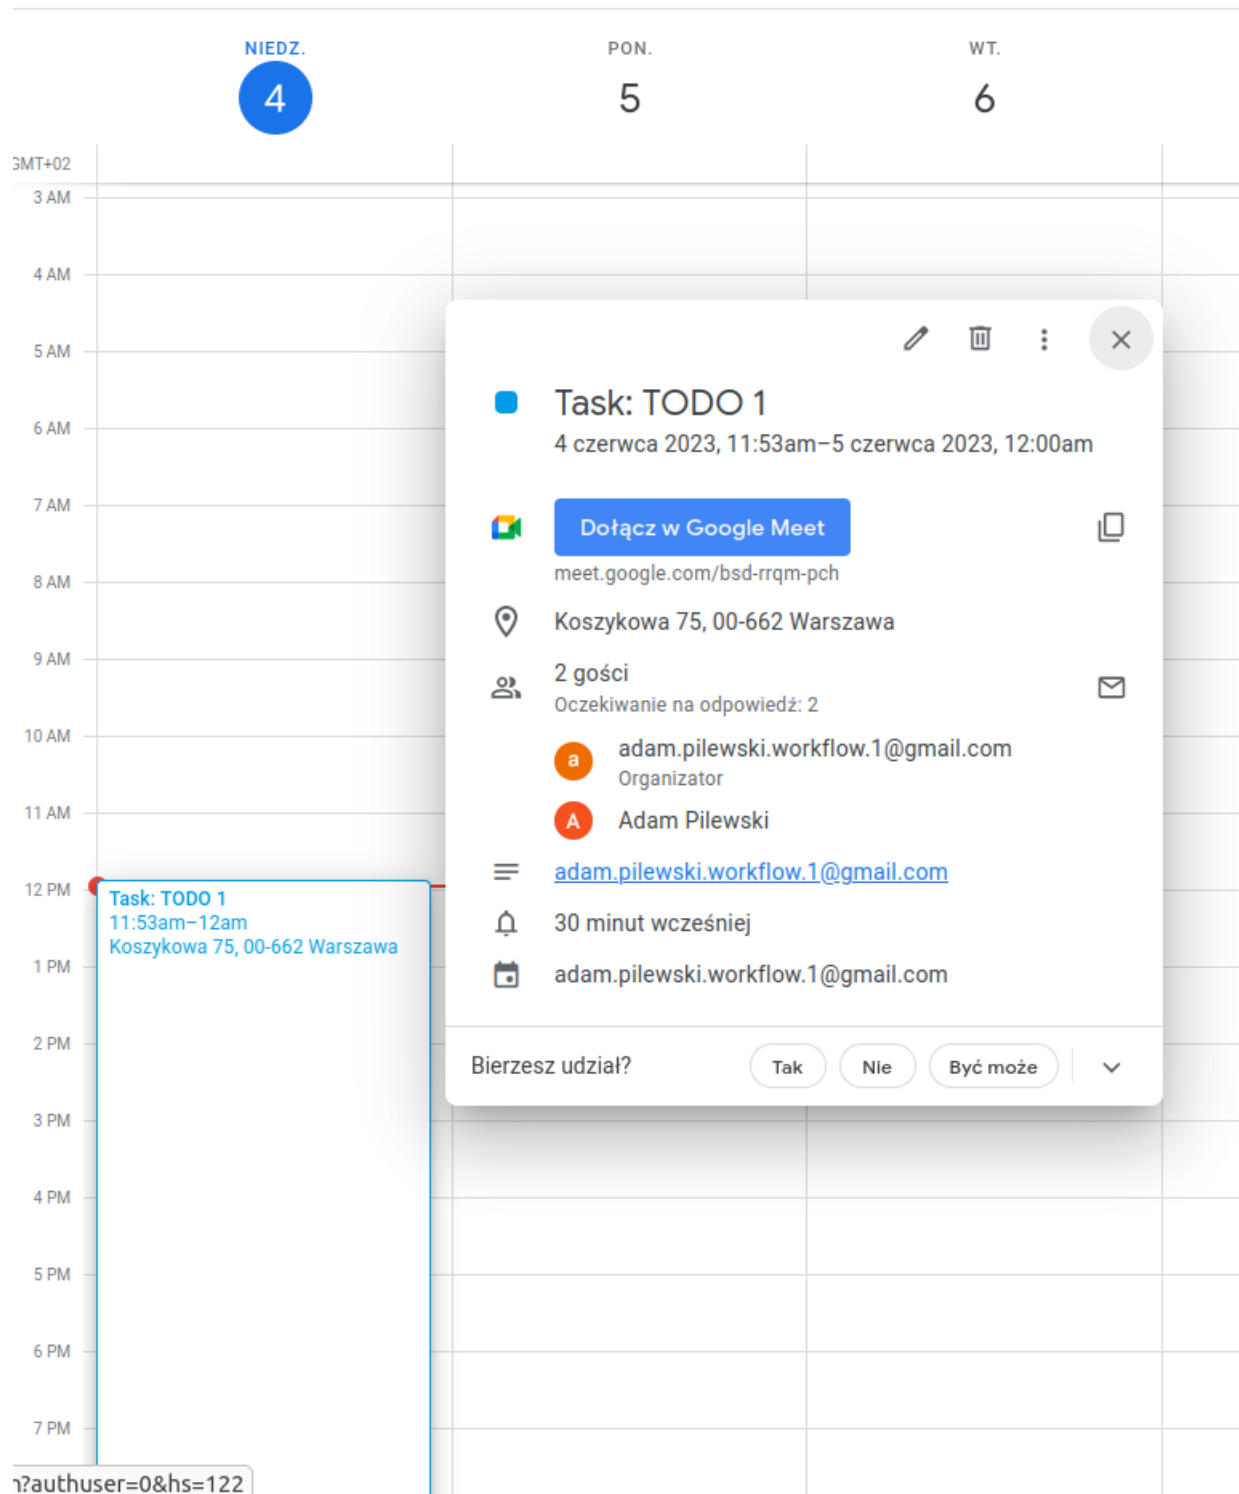 NIEDZ.
4
PON.
5
WT.
6
GMT+02
3 AM
4 AM
5 AM
6 AM
7 AM
8 AM
9 AM
10 AM
11 AM
12 PM
1 PM
2 PM
3 PM
4 PM
5 PM
6 PM
7 PM
Task: TODO 1
11:53am–12am
Koszykowa 75, 00-662 Warszawa
Task: TODO 1
4 czerwca 2023, 11:53am–5 czerwca 2023, 12:00am
Dołącz w Google Meet
meet.google.com/bsd-rrqm-pch
Koszykowa 75, 00-662 Warszawa
2 gości
Oczekiwanie na odpowiedź: 2
a
adam.pilewski.workflow.1@gmail.com
Organizator
A
Adam Pilewski
adam.pilewski.workflow.1@gmail.com
30 minut wcześniej
adam.pilewski.workflow.1@gmail.com
Bierzesz udział?
Tak
Nie
Być może
n?authuser=0&hs=122